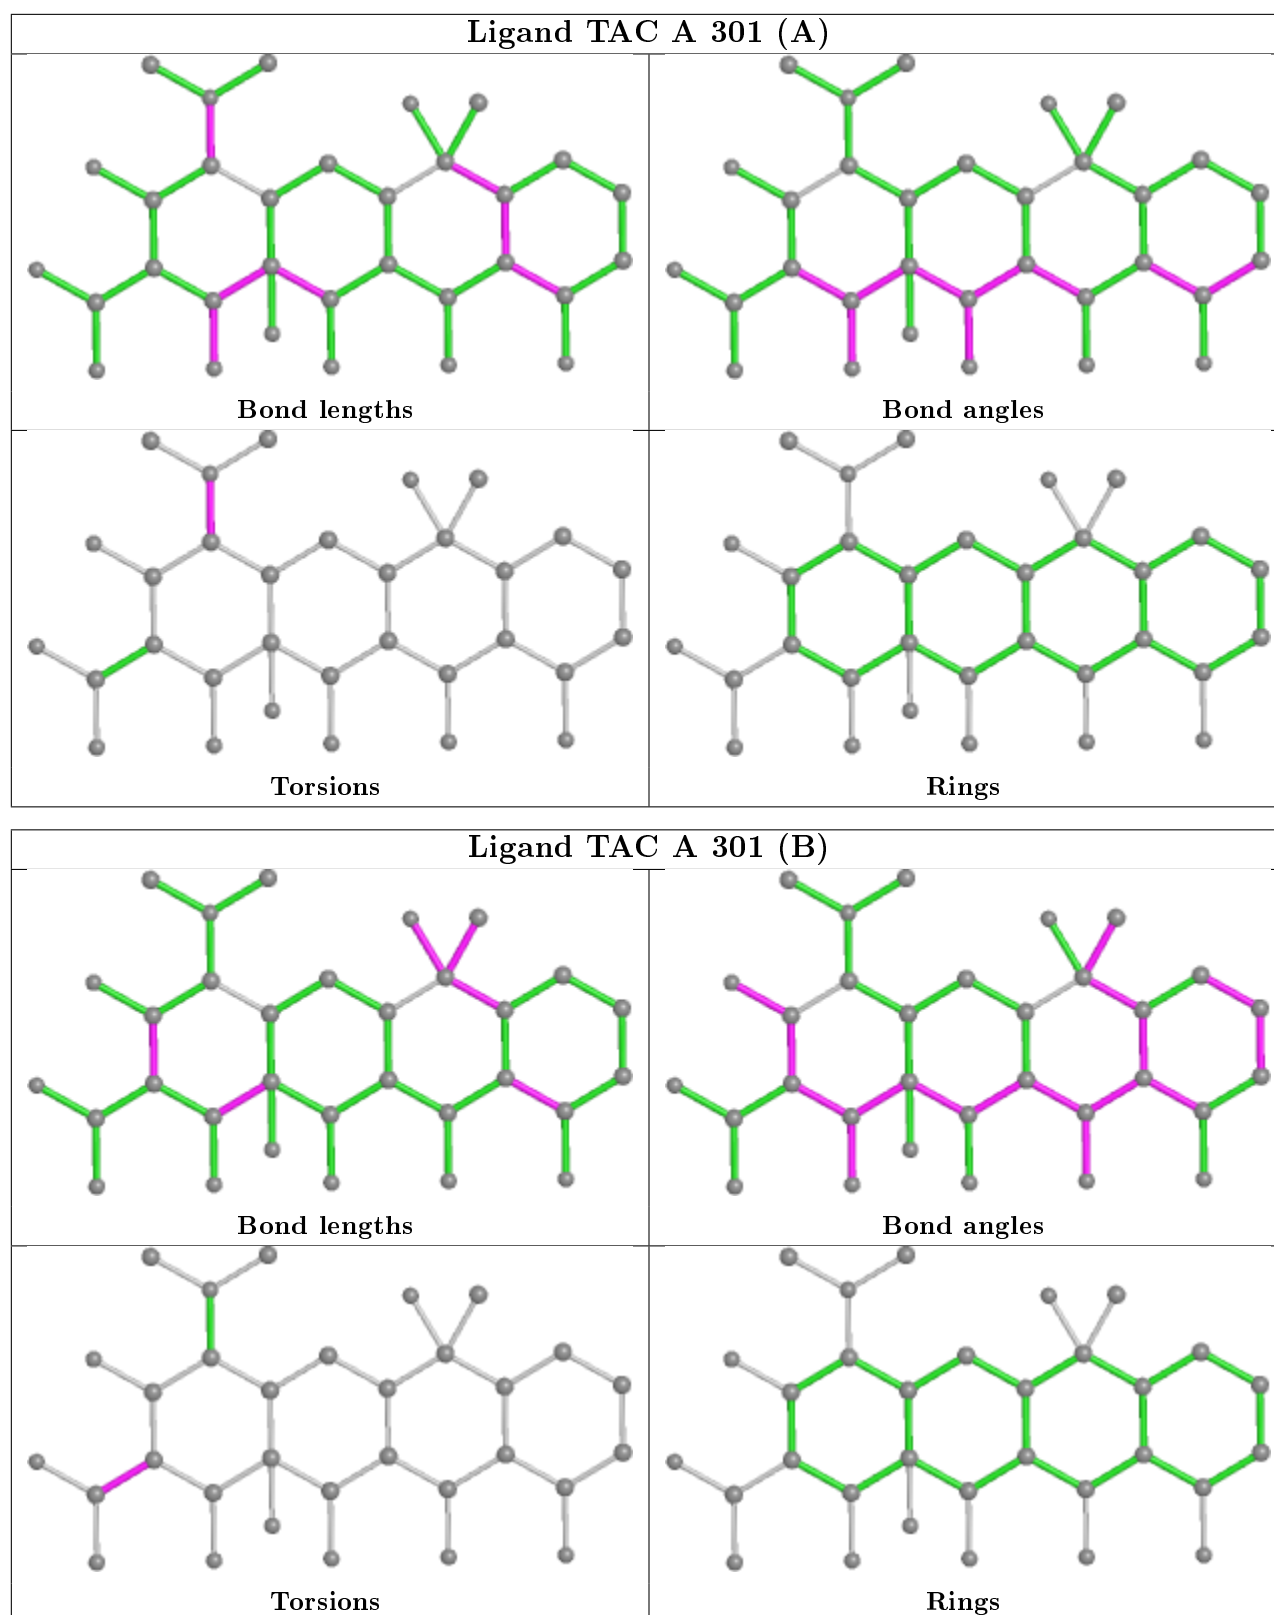 Ligand TAC A 301 (A)
Bond lengths
Bond angles
Torsions
Rings
Ligand TAC A 301 (B)
Bond lengths
Bond angles
Torsions
Rings